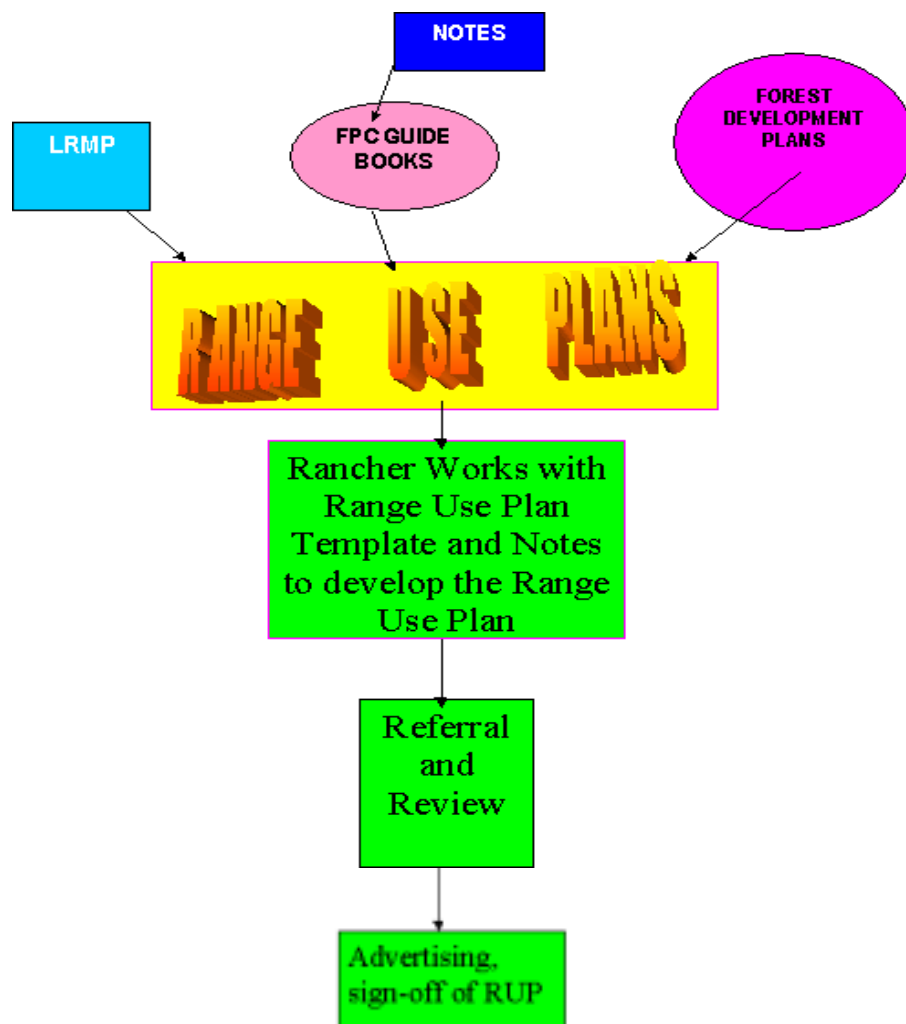 NOTES
LRMP
FPC GUIDE
BOOKS
FOREST
DEVELOPMENT
PLANS
RANGE USE PLANS
Rancher Works with
Range Use Plan
Template and Notes
to develop the Range
Use Plan
Referral
and
Review
Advertising,
sign-off of RUP